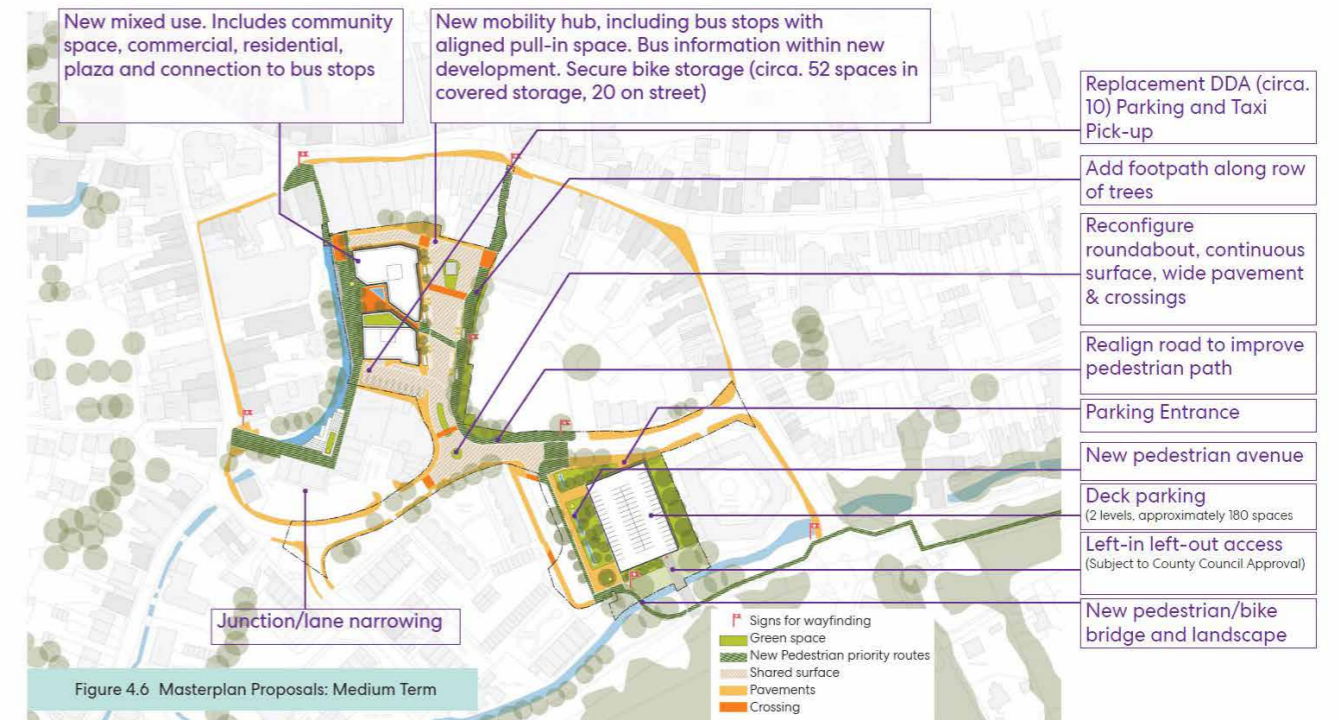 New mixed use. Includes community
space, commercial, residential,
plaza and connection to bus stops
New mobility hub, including bus stops with
aligned pull-in space. Bus information within new
development. Secure bike storage (circa. 52 spaces in
covered storage, 20 on street)
Replacement DDA (circa.
10) Parking and Taxi
Pick-up
Add footpath along row
of trees
Reconfigure
roundabout, continuous
surface, wide pavement
& crossings
Realign road to improve
pedestrian path
Parking Entrance
New pedestrian avenue
Deck parking
(2 levels, approximately 180 spaces
Left-in left-out access
(Subject to County Council Approval)
New pedestrian/bike
bridge and landscape
Junction/lane narrowing
Signs for wayfinding
Green space
New Pedestrian priority routes
Shared surface
Pavements
Crossing
Figure 4.6 Masterplan Proposals: Medium Term